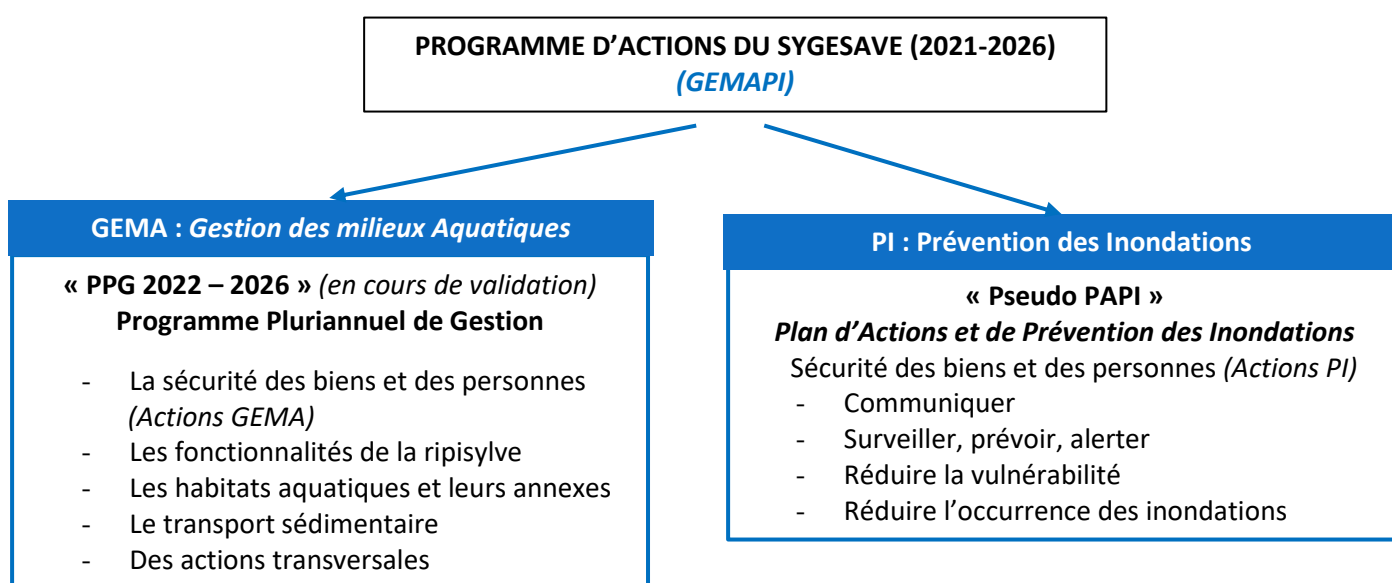 PROGRAMME D’ACTIONS DU SYGESAVE (2021-2026)
(GEMAPI)
GEMA : Gestion des milieux Aquatiques
« PPG 2022 – 2026 » (en cours de validation)
Programme Pluriannuel de Gestion
- La sécurité des biens et des personnes
(Actions GEMA)
- Les fonctionnalités de la ripisylve
- Les habitats aquatiques et leurs annexes
- Le transport sédimentaire
- Des actions transversales
PI : Prévention des Inondations
« Pseudo PAPI »
Plan d’Actions et de Prévention des Inondations
Sécurité des biens et des personnes (Actions PI)
- Communiquer
- Surveiller, prévoir, alerter
- Réduire la vulnérabilité
- Réduire l’occurrence des inondations